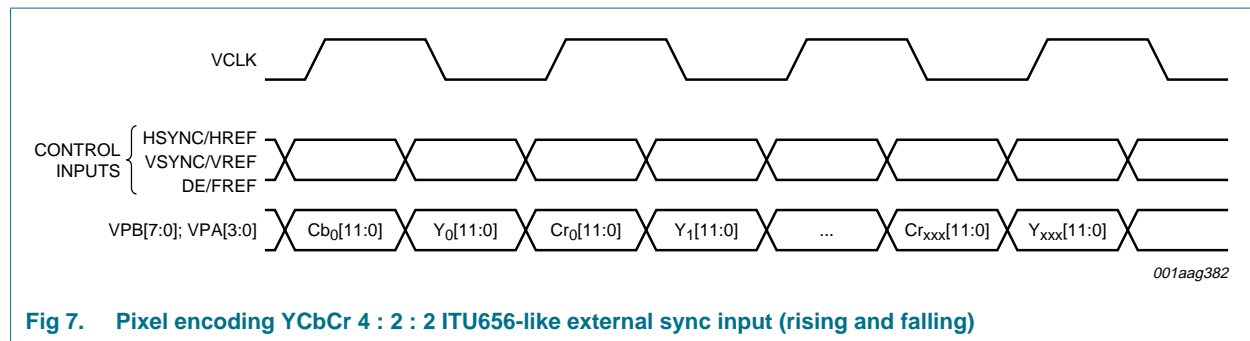 VCLK
CONTROL INPUTS
HSYNC/HREF
VSYNC/VREF
DE/FREF
VPB[7:0]; VPA[3:0] Cb0[11:0] Y0[11:0] Cr0[11:0] Y1[11:0] ... Crxxx[11:0] Yxxx[11:0]
001aag382
Fig 7. Pixel encoding YCbCr 4 : 2 : 2 ITU656-like external sync input (rising and falling)